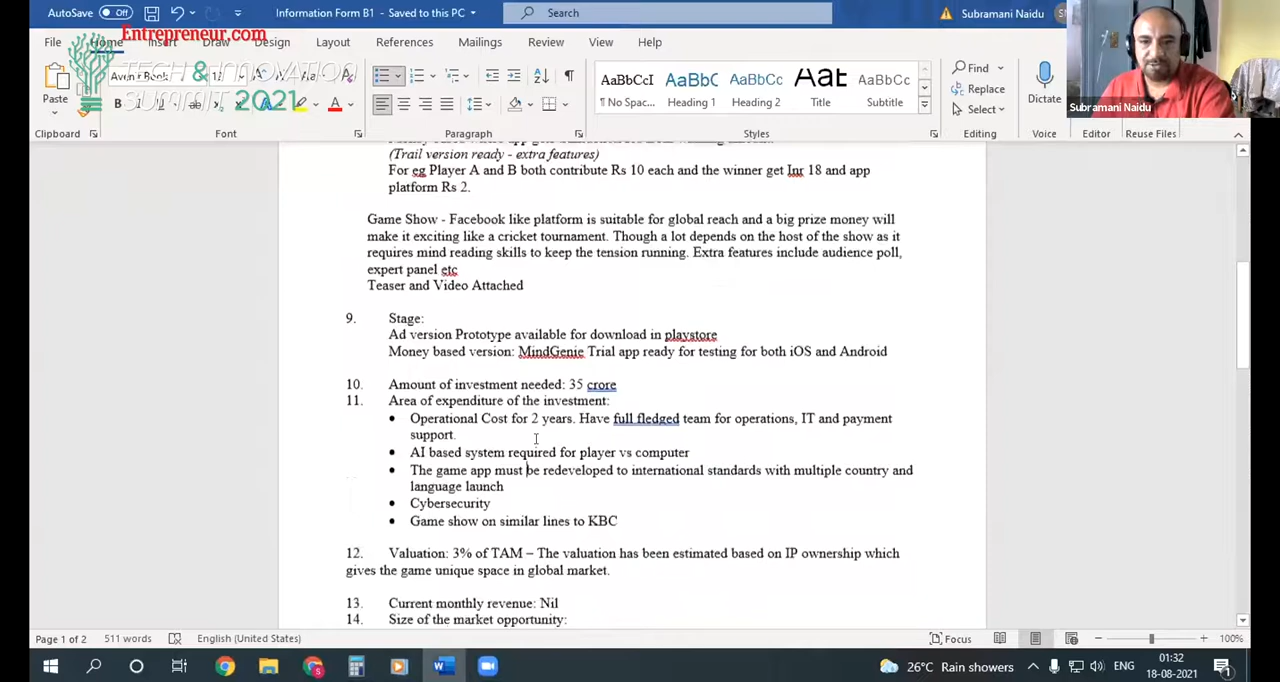 AutoSave Off
Information Form B1 - Saved to this PC
Search
Subramani Naidu
Entrepreneur.com
TECH & INNOVATION
SUMMIT 2021
File
Home
Insert
Draw
Design
Layout
References
Mailings
Review
View
Help
Paste
B
AaBbCcI
AaBbC
AaBbCc
AaB
AaBbCcC
¶ No Spac...
Heading 1
Heading 2
Title
Subtitle
Find
Replace
Select
Dictate
Subramani Naidu
Clipboard
Font
Paragraph
Styles
Editing
Voice
Editor
Reuse Files
(Trail version ready - extra features)
For eg Player A and B both contribute Rs 10 each and the winner get Inr 18 and app
platform Rs 2.
Game Show - Facebook like platform is suitable for global reach and a big prize money will
make it exciting like a cricket tournament. Though a lot depends on the host of the show as it
requires mind reading skills to keep the tension running. Extra features include audience poll,
expert panel etc
Teaser and Video Attached
9. Stage:
Ad version Prototype available for download in playstore
Money based version: MindGenie Trial app ready for testing for both iOS and Android
10. Amount of investment needed: 35 crore
11. Area of expenditure of the investment:
• Operational Cost for 2 years. Have full fledged team for operations, IT and payment
support.
• AI based system required for player vs computer
• The game app must be redeveloped to international standards with multiple country and
language launch
• Cybersecurity
• Game show on similar lines to KBC
12. Valuation: 3% of TAM – The valuation has been estimated based on IP ownership which
gives the game unique space in global market.
13. Current monthly revenue: Nil
14. Size of the market opportunity:
Page 1 of 2
511 words
English (United States)
Focus
100%
26°C Rain showers
ENG
01:32
18-08-2021